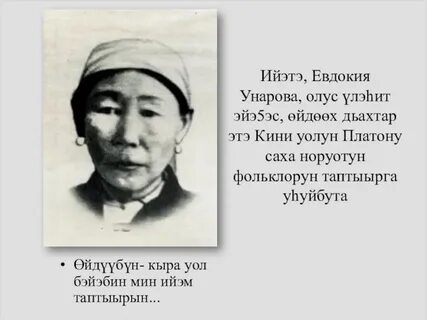 Ийэтэ, Евдокия
Унарова, олус үлэһит
эйэ5эс, өйдөөх дьахтар
этэ Кини уолун Платону
саха норуотун
фольклорун таптыырга
уһуйбута
• Өйдүүбүн- кыра уол
бэйэбин мин ийэм
таптыырын...